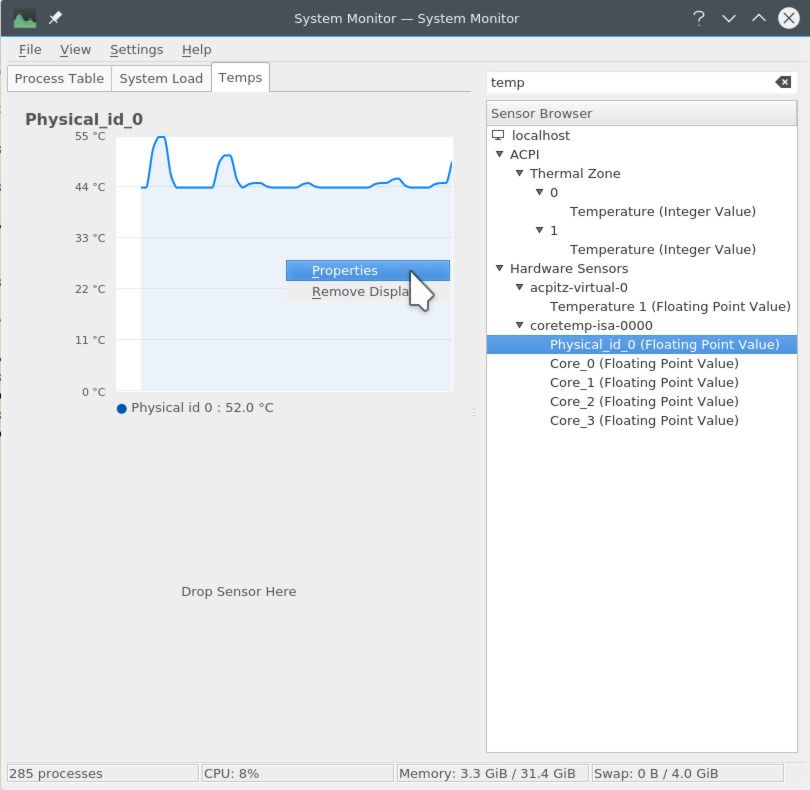 System Monitor — System Monitor
File View Settings Help
Process Table System Load Temps
temp
Physical_id_0
55 °C
44 °C
33 °C
22 °C
11 °C
0 °C
Physical id 0 : 52.0 °C
Properties
Remove Displa
Drop Sensor Here
Sensor Browser
localhost
ACPI
Thermal Zone
0
Temperature (Integer Value)
1
Temperature (Integer Value)
Hardware Sensors
acpitz-virtual-0
Temperature 1 (Floating Point Value)
coretemp-isa-0000
Physical_id_0 (Floating Point Value)
Core_0 (Floating Point Value)
Core_1 (Floating Point Value)
Core_2 (Floating Point Value)
Core_3 (Floating Point Value)
285 processes CPU: 8% Memory: 3.3 GiB / 31.4 GiB Swap: 0 B / 4.0 GiB